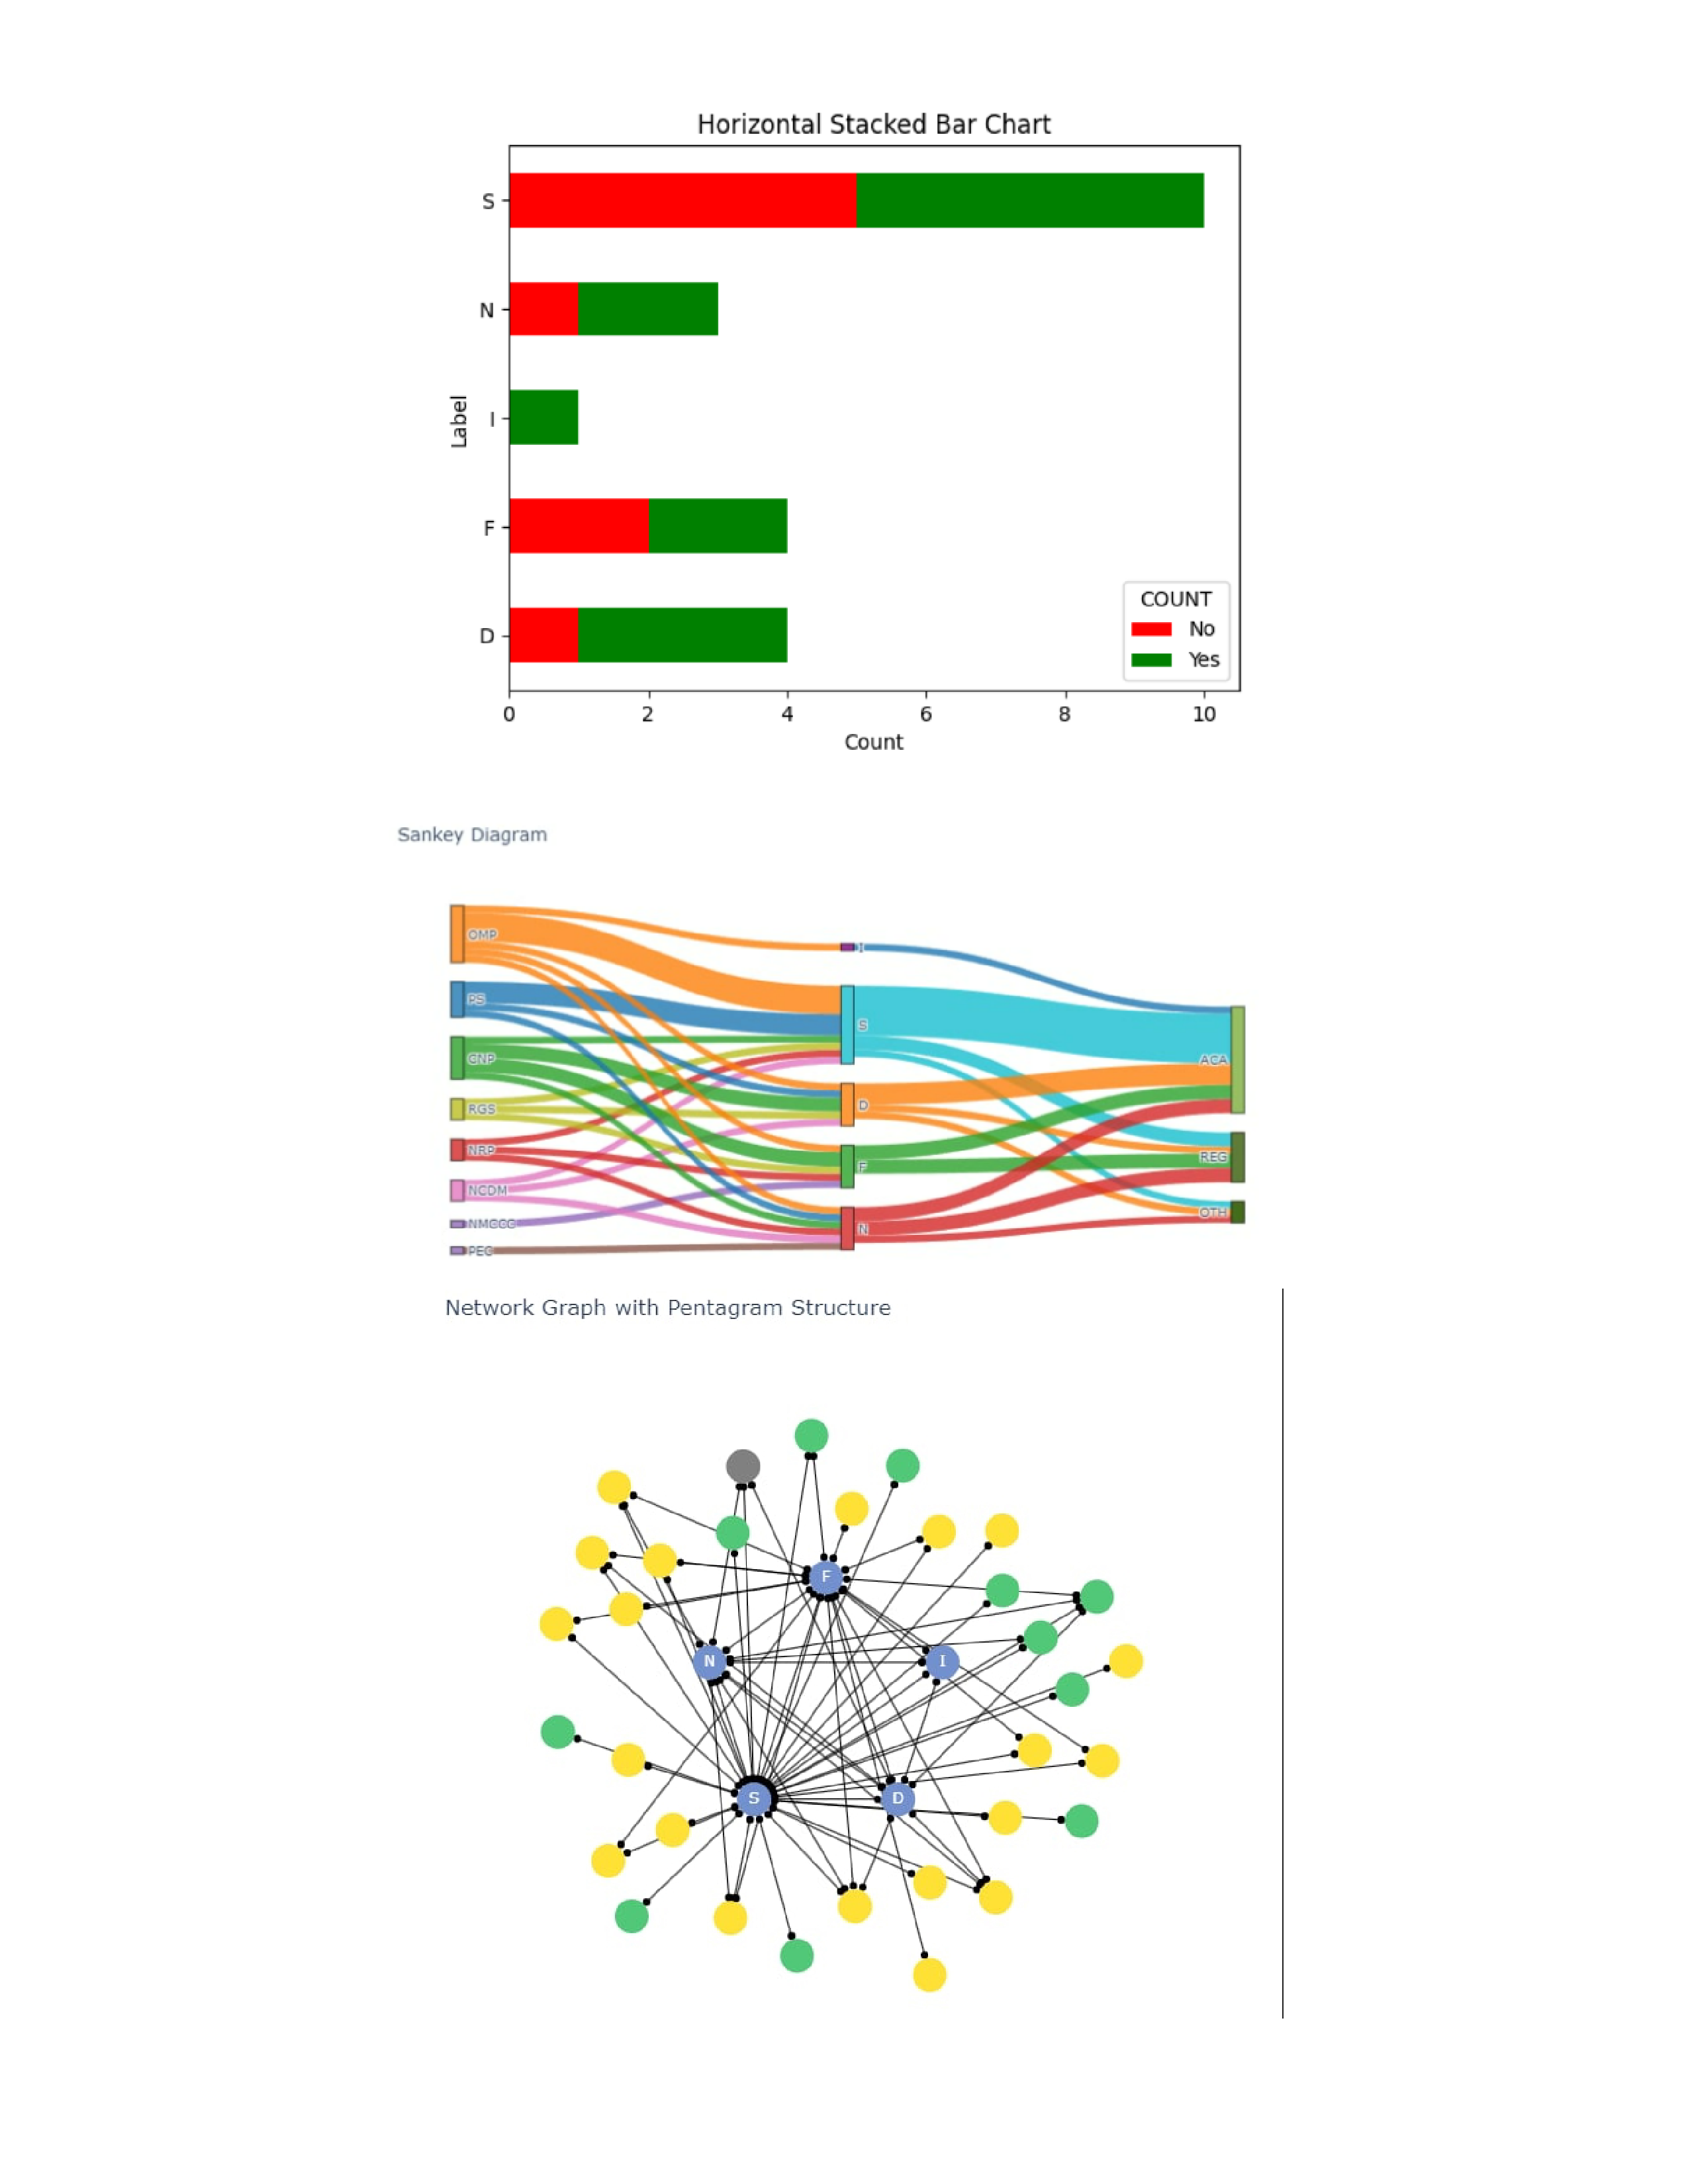 Horizontal Stacked Bar Chart
S
N
I
F
D
Label
COUNT
No
Yes
0 2 4 6 8 10
Count
Sankey Diagram
OMP
PS
CNP
RGS
NRP
NCDM
NMCCC
PEC
I
S
D
F
N
ACA
REG
OTH
Network Graph with Pentagram Structure
F
N
I
S
D